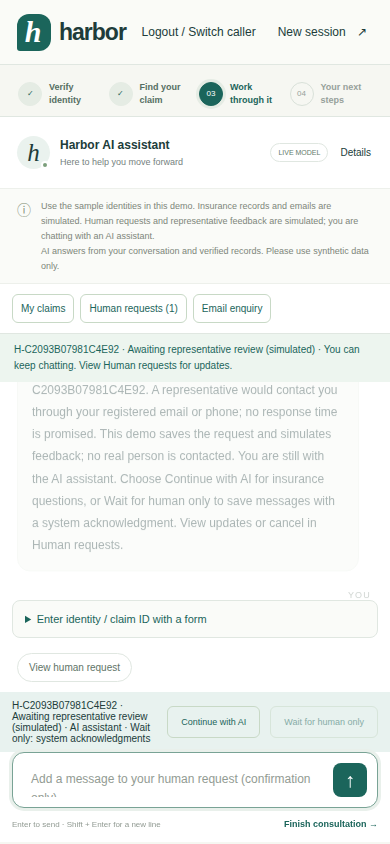 h harbor Logout / Switch caller New session ↗
✓ Verify identity
✓ Find your claim
03 Work through it
04 Your next steps
h Harbor AI assistant
Here to help you move forward
LIVE MODEL Details
Use the sample identities in this demo. Insurance records and emails are
simulated. Human requests and representative feedback are simulated; you are
chatting with an AI assistant.
AI answers from your conversation and verified records. Please use synthetic data
only.
My claims Human requests (1) Email enquiry
H-C2093B07981C4E92 · Awaiting representative review (simulated) · You can
keep chatting. View Human requests for updates.
C2093B07981C4E92. A representative would contact you
through your registered email or phone; no response time
is promised. This demo saves the request and simulates
feedback; no real person is contacted. You are still with
the AI assistant. Choose Continue with AI for insurance
questions, or Wait for human only to save messages with
a system acknowledgment. View updates or cancel in
Human requests.
YOU
▶ Enter identity / claim ID with a form
View human request
H-C2093B07981C4E92 ·
Awaiting representative review
(simulated) · AI assistant · Wait
only: system acknowledgments
Continue with AI Wait for human only
Add a message to your human request (confirmation
only)
↑
Enter to send · Shift + Enter for a new line Finish consultation →